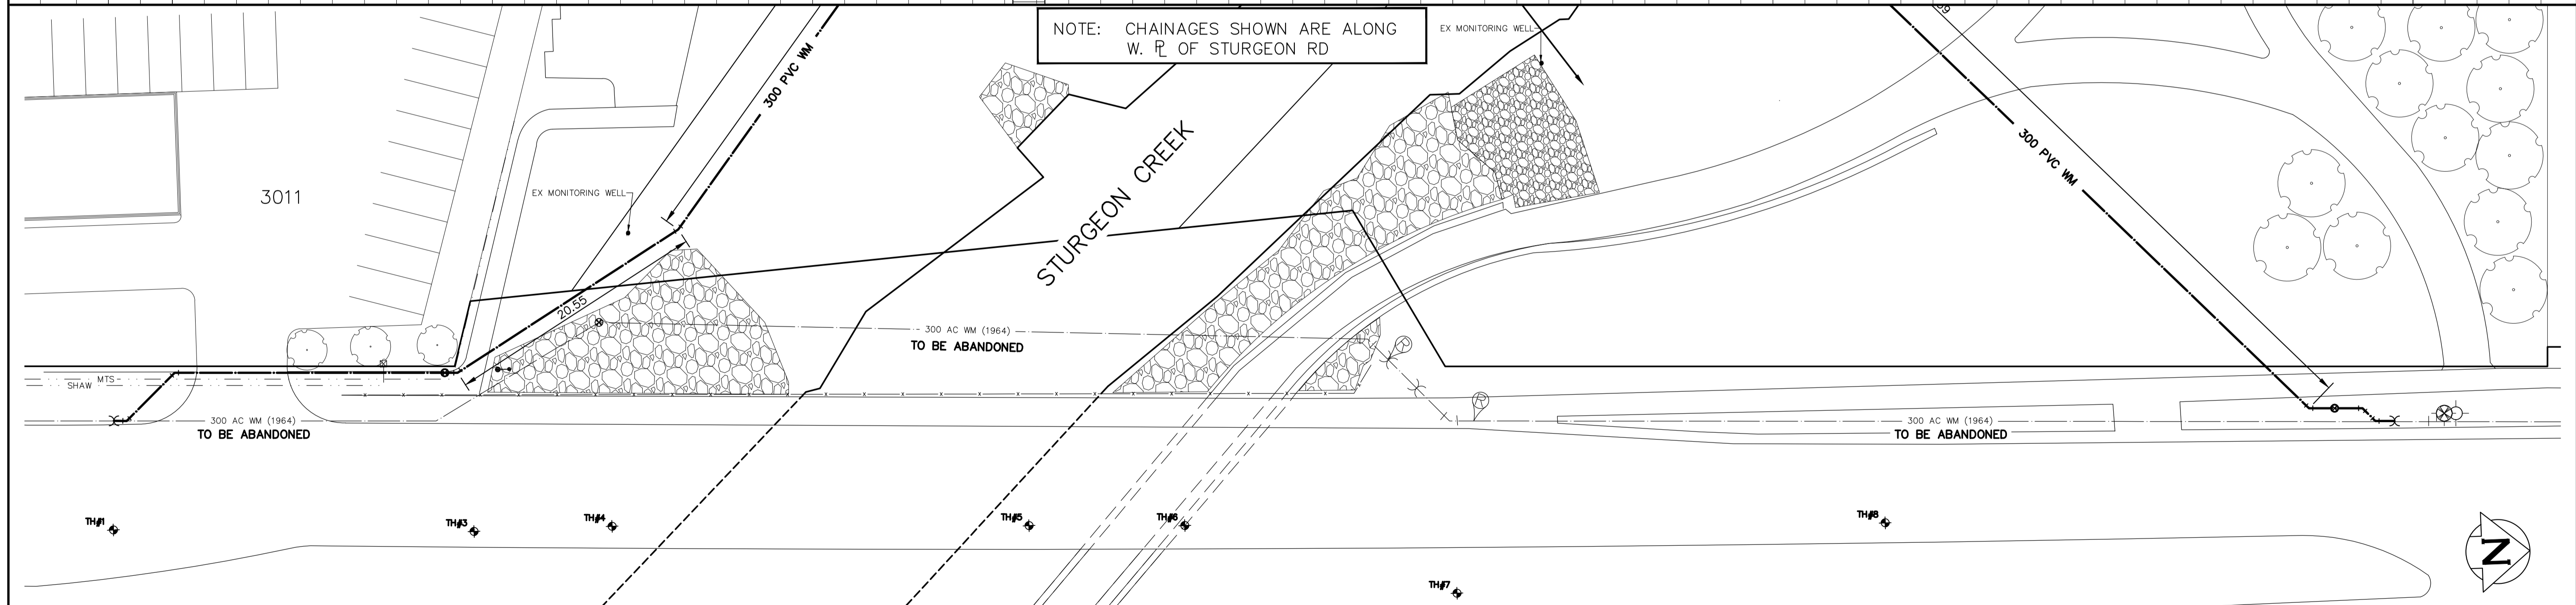 NOTE: CHAINAGES SHOWN ARE ALONG
W. ⅊ OF STURGEON RD
EX MONITORING WELL
300 PVC WM
300 PVC WM
3011
EX MONITORING WELL
STURGEON CREEK
20.55
300 AC WM (1964)
TO BE ABANDONED
MTS
SHAW
300 AC WM (1964)
TO BE ABANDONED
300 AC WM (1964)
TO BE ABANDONED
R
R
TH#1
TH#3
TH#4
TH#5
TH#6
TH#8
TH#7
N